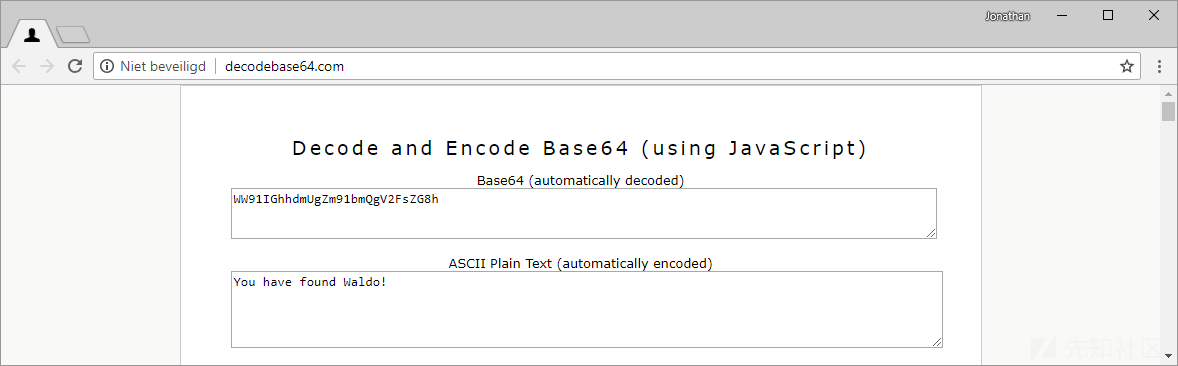 Jonathan
Niet beveiligd decodebase64.com
Decode and Encode Base64 (using JavaScript)
Base64 (automatically decoded)
WW91IGhhdmUgZm91bmQgV2FsZG8h
ASCII Plain Text (automatically encoded)
You have found Waldo!
先知社区